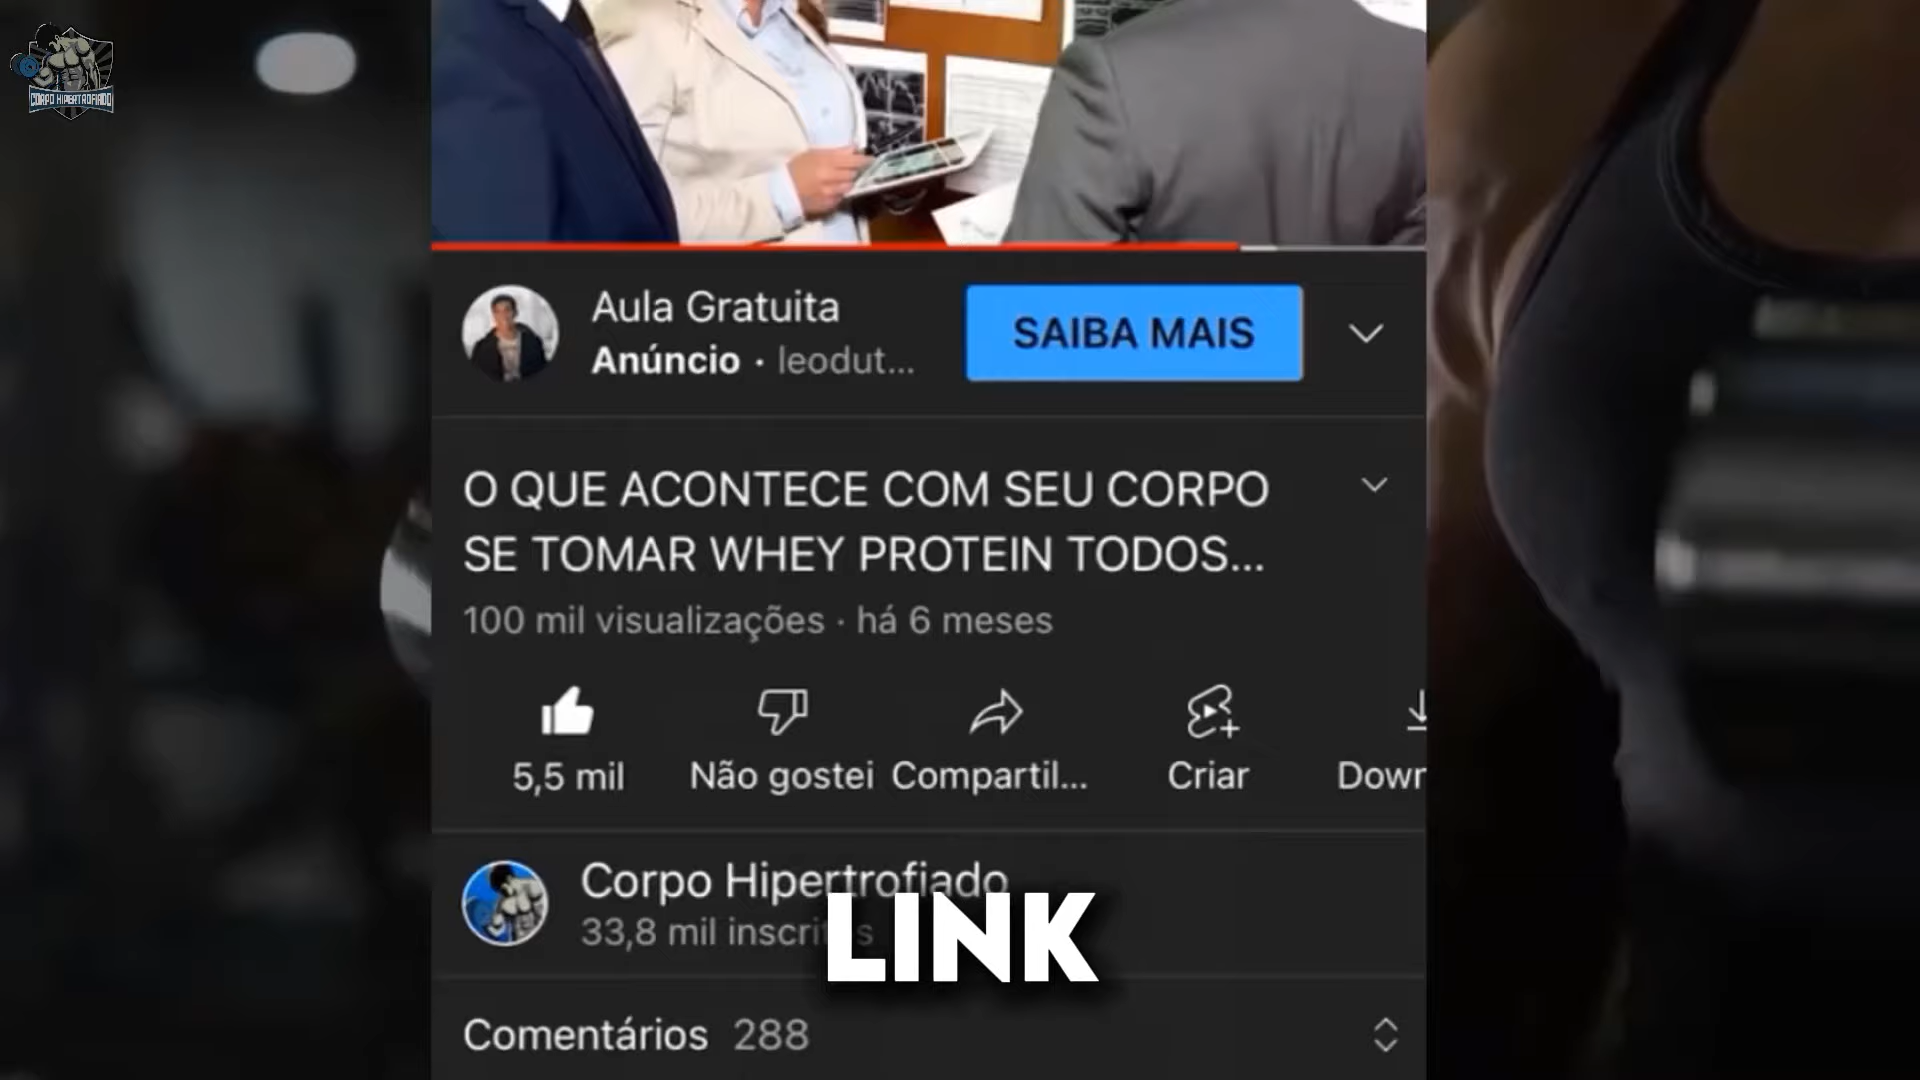 CORPO HIPERTROFIADO
Aula Gratuita
Anúncio · leodut...
SAIBA MAIS
O QUE ACONTECE COM SEU CORPO
SE TOMAR WHEY PROTEIN TODOS...
100 mil visualizações · há 6 meses
5,5 mil
Não gostei
Compartil...
Criar
Down
Corpo Hipertrofiado
33,8 mil inscritos
LINK
Comentários 288